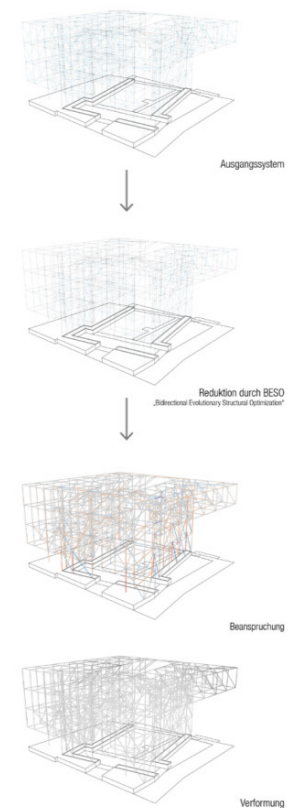 Ausgangssystem
Reduktion durch BESO
„Bidirectional Evolutionary Structural Optimization"
Beanspruchung
Verformung